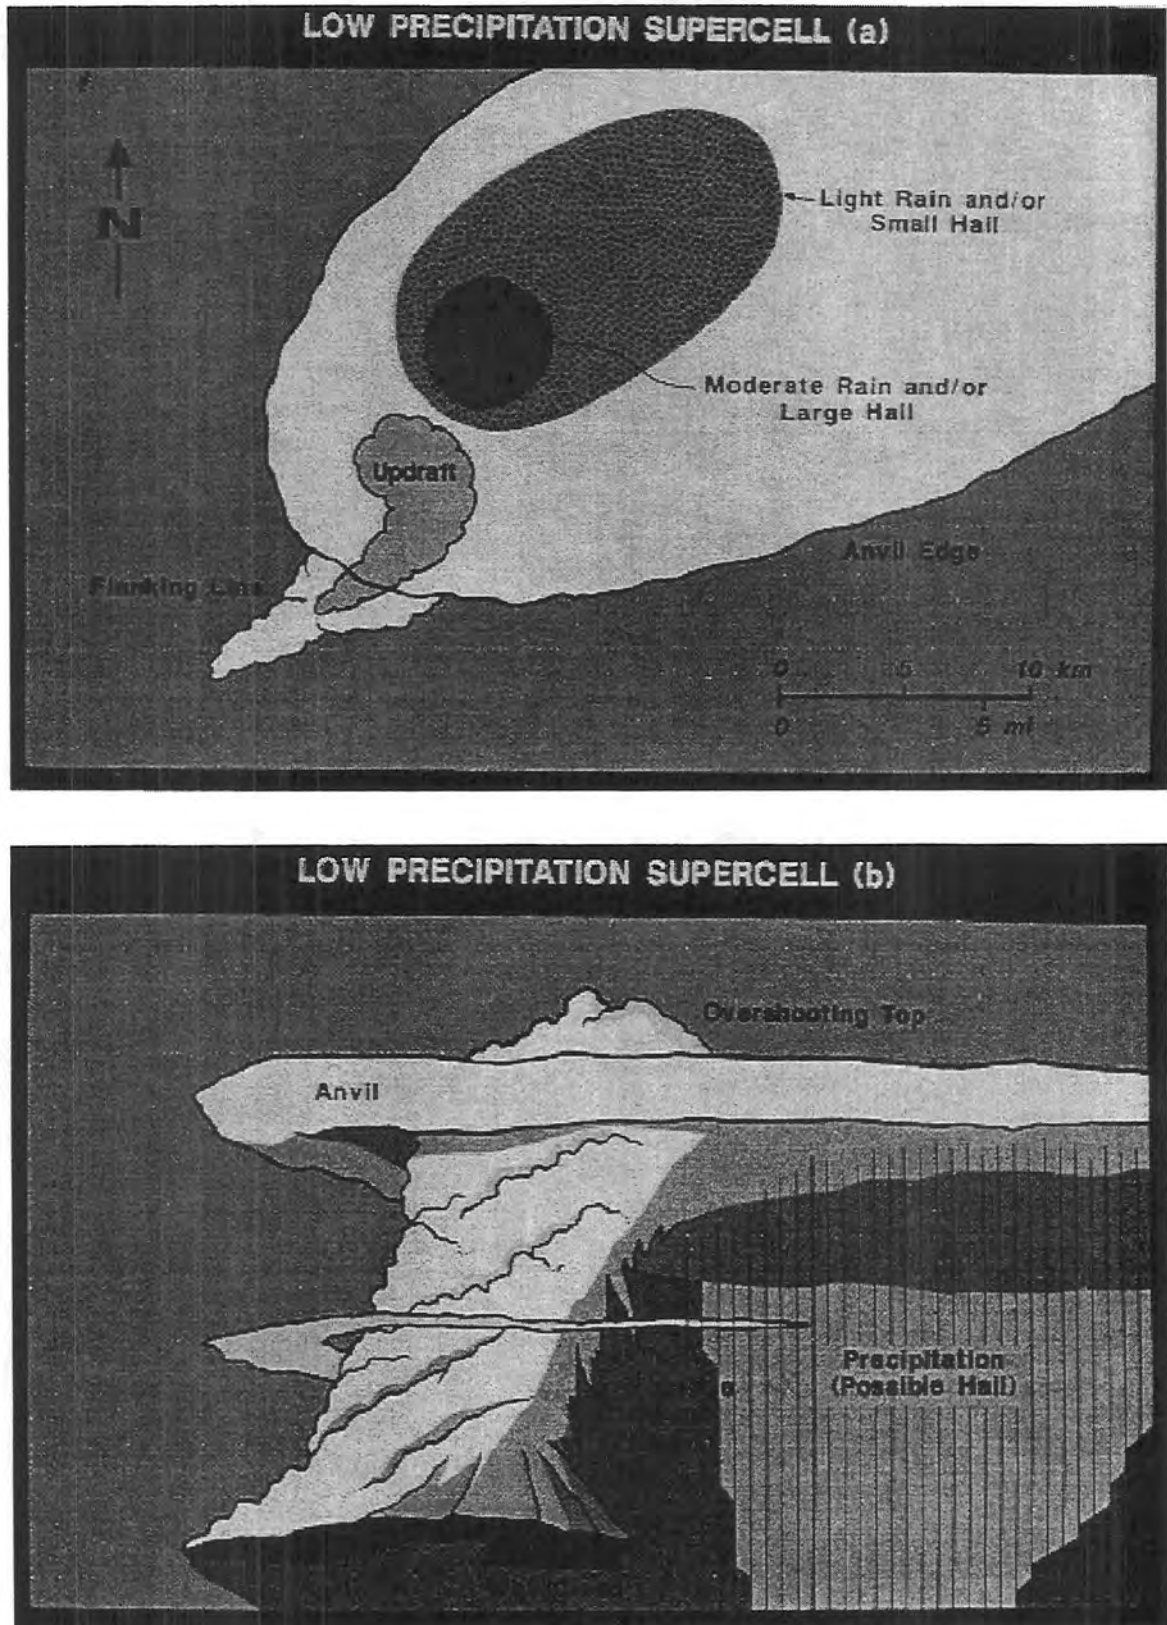 LOW PRECIPITATION SUPERCELL (a)
N
Light Rain and/or
Small Hail
Moderate Rain and/or
Large Hail
Updraft
Anvil Edge
Flanking Line
0 5 10 km
0 5 mi
LOW PRECIPITATION SUPERCELL (b)
Overshooting Top
Anvil
Precipitation
(Possible Hail)